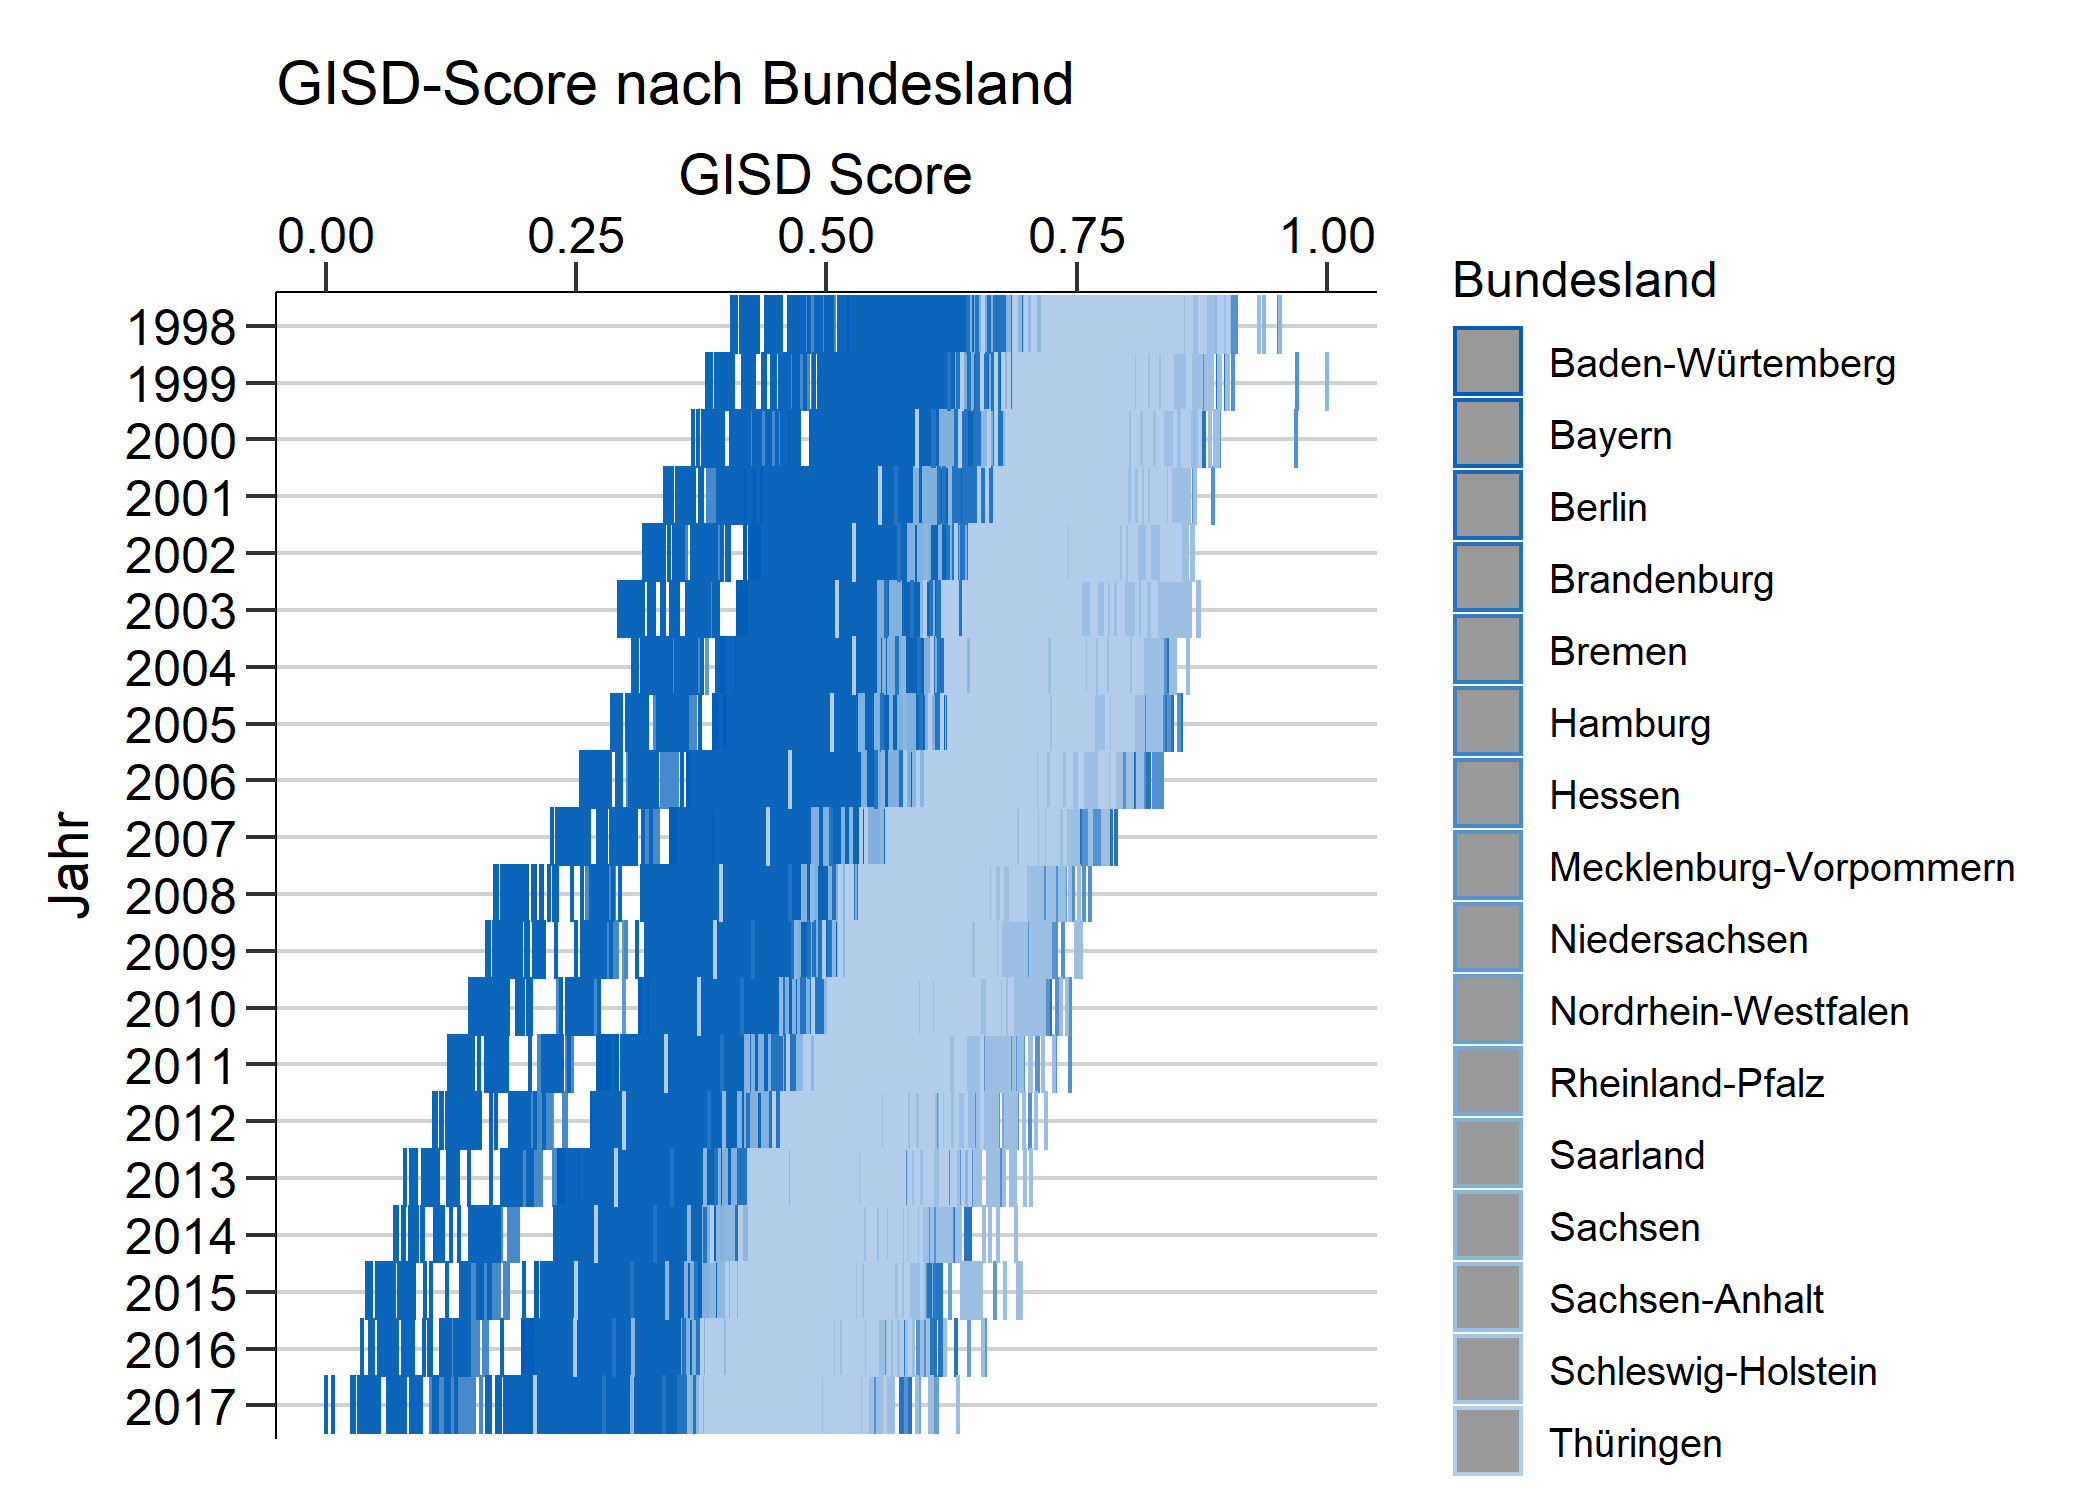 GISD-Score nach Bundesland
GISD Score
0.00 0.25 0.50 0.75 1.00
Jahr
1998
1999
2000
2001
2002
2003
2004
2005
2006
2007
2008
2009
2010
2011
2012
2013
2014
2015
2016
2017
Bundesland
Baden-Würtemberg
Bayern
Berlin
Brandenburg
Bremen
Hamburg
Hessen
Mecklenburg-Vorpommern
Niedersachsen
Nordrhein-Westfalen
Rheinland-Pfalz
Saarland
Sachsen
Sachsen-Anhalt
Schleswig-Holstein
Thüringen